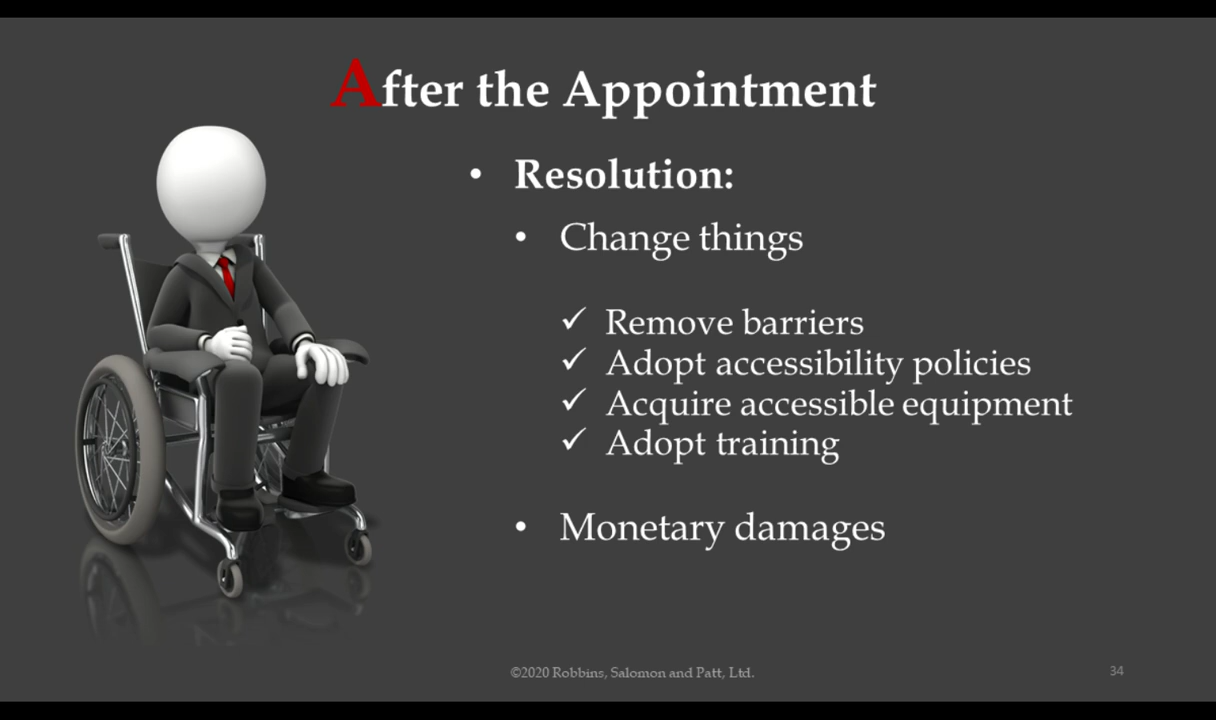 After the Appointment
• Resolution:
• Change things
✓ Remove barriers
✓ Adopt accessibility policies
✓ Acquire accessible equipment
✓ Adopt training
• Monetary damages
©2020 Robbins, Salomon and Patt, Ltd.
34